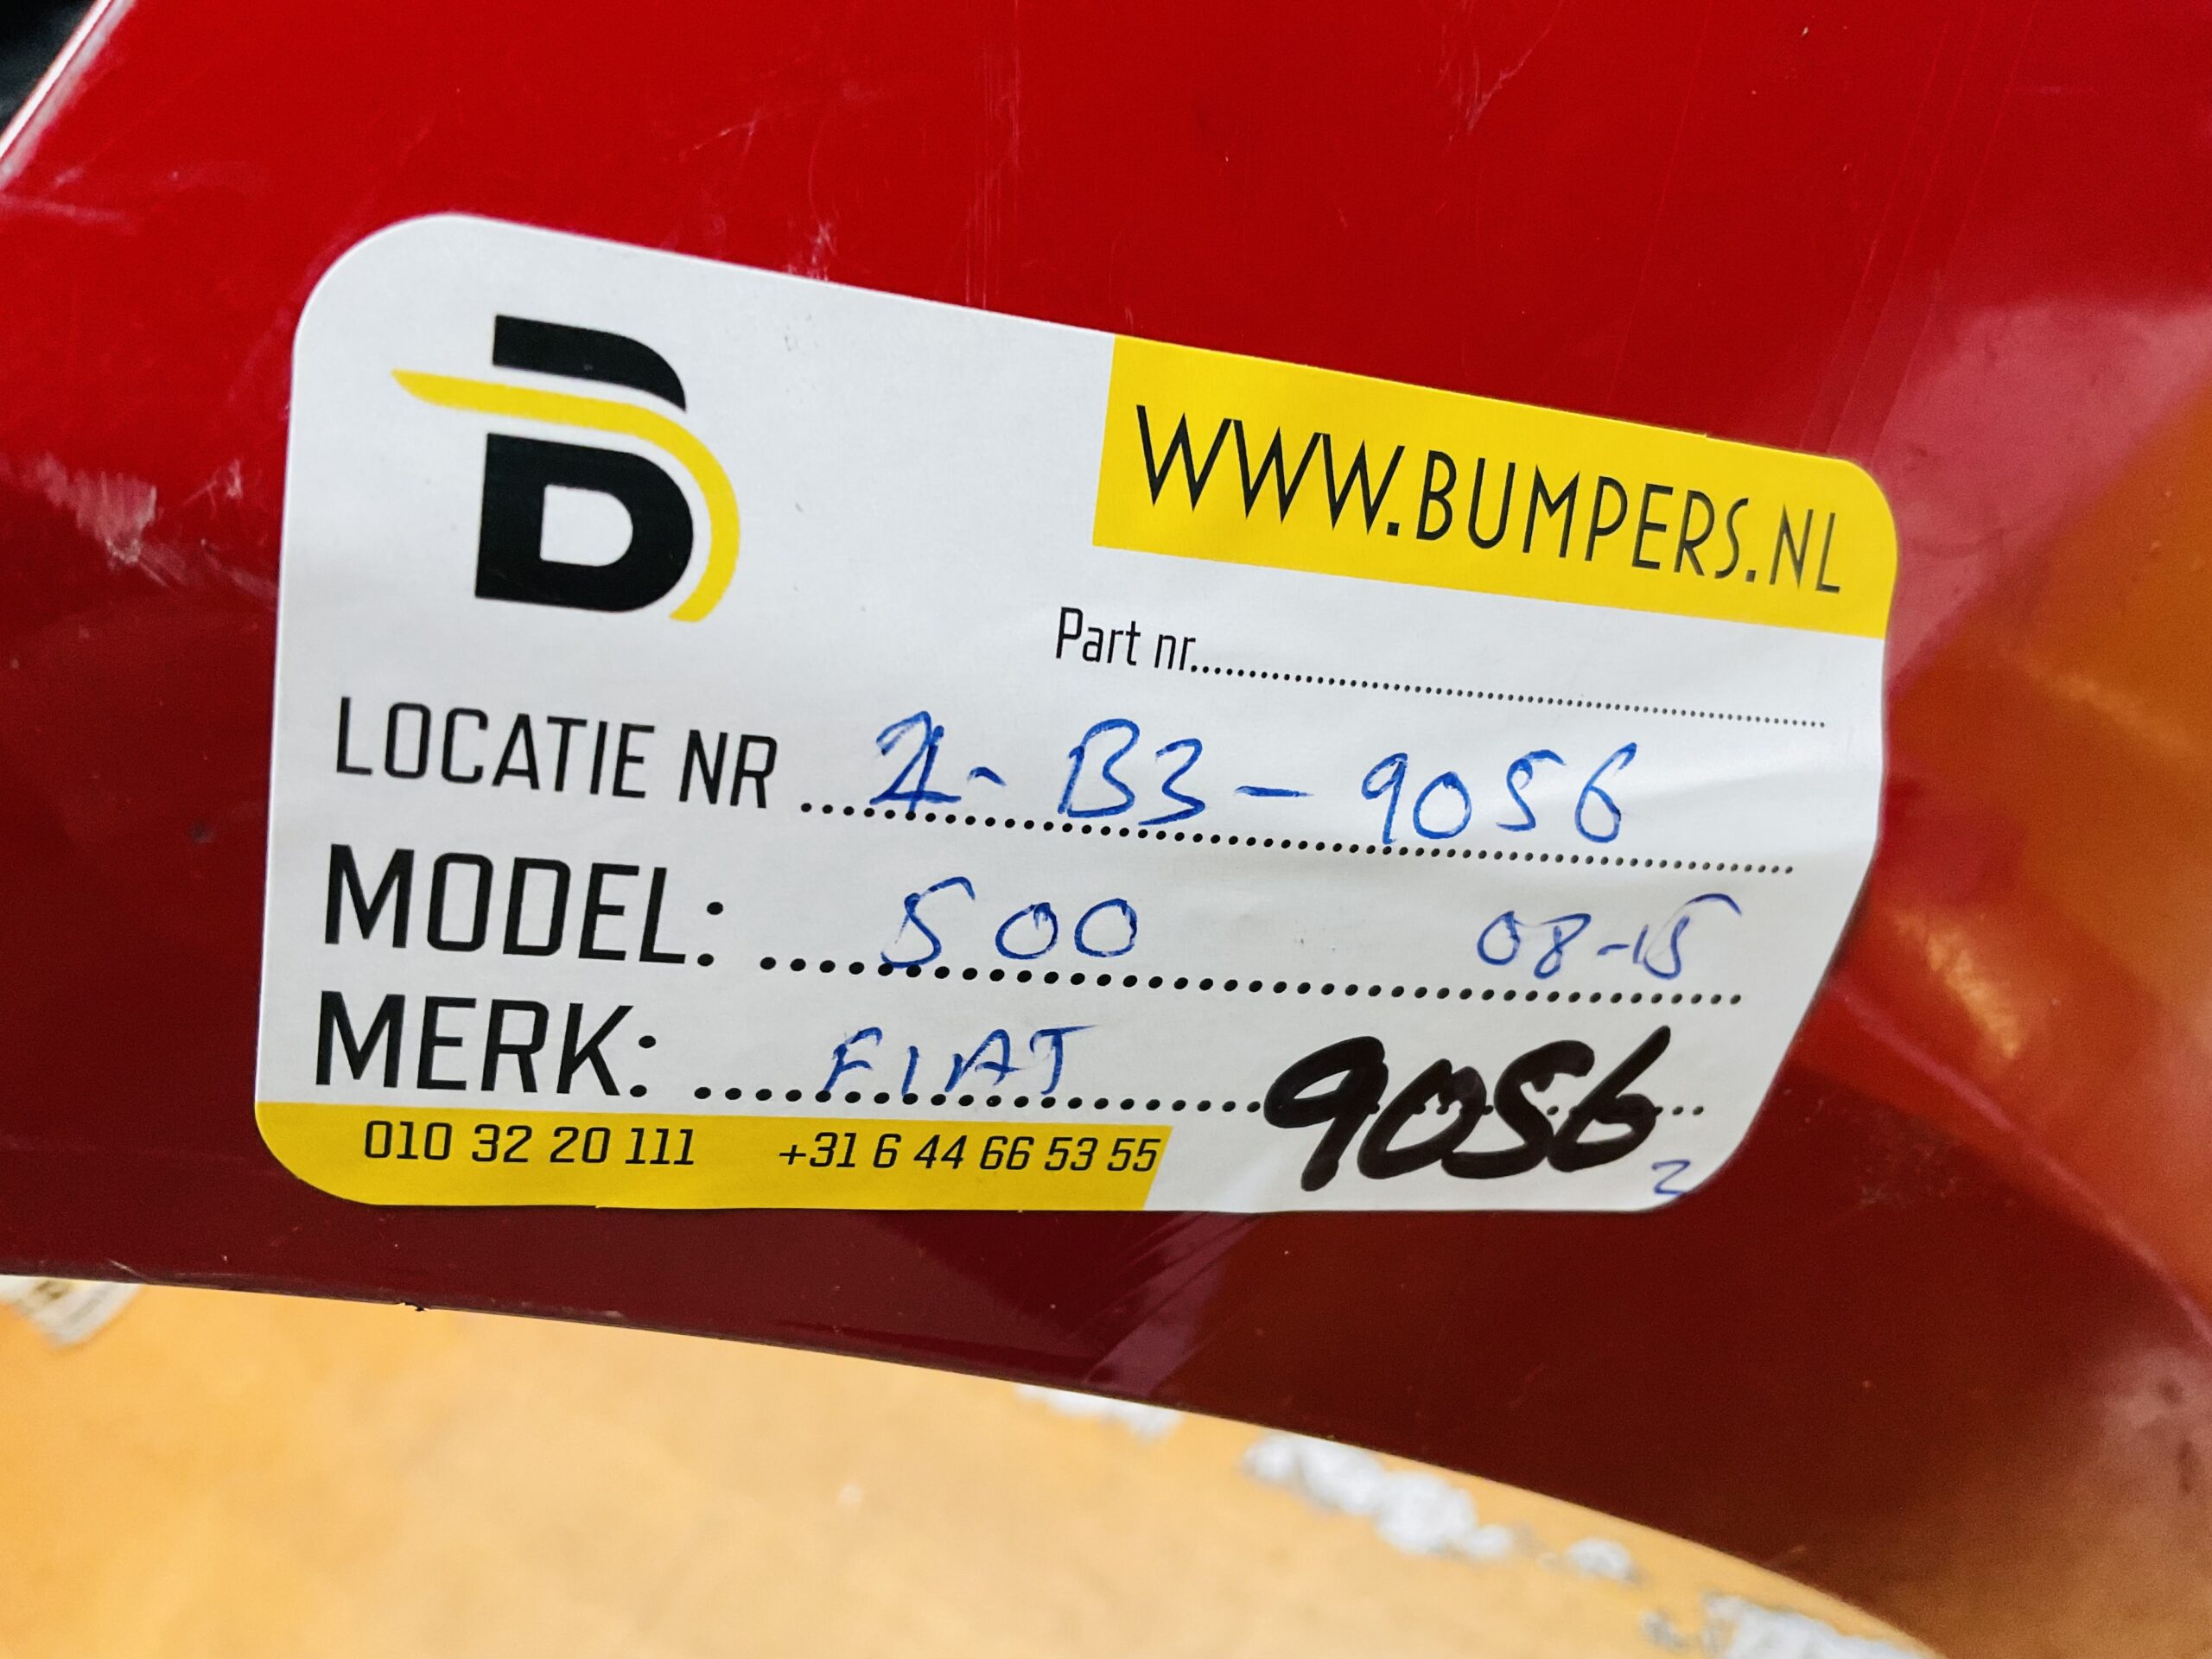 WWW.BUMPERS.NL
Part nr
LOCATIE NR 2-B3-9056
MODEL: 500 08-15
MERK: FIAT
9056
2
010 32 20 111 +31 6 44 66 53 55